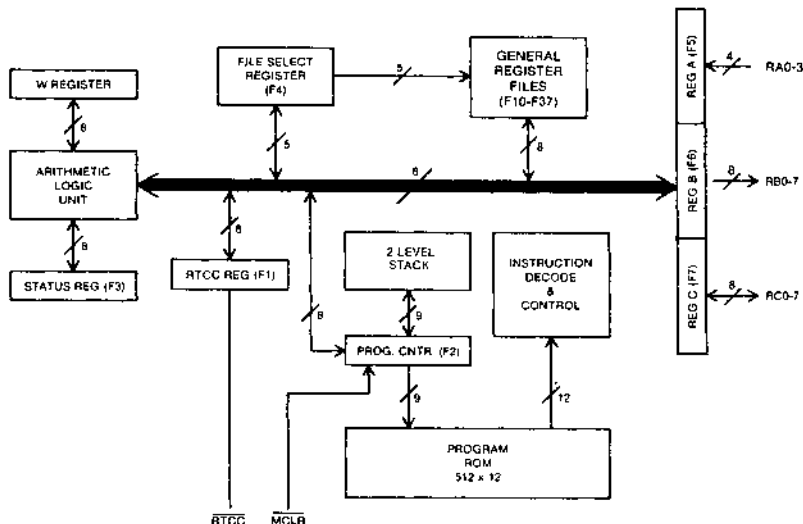 FILE SELECT
REGISTER
(F4)
5
GENERAL
REGISTER
FILES
(F10-F37)
REG A (F5)
4
RA0-3
W REGISTER
8
5
8
ARITHMETIC
LOGIC
UNIT
8
REG B (F6)
8
RB0-7
8
8
STATUS REG (F3)
RTCC REG (F1)
2 LEVEL
STACK
INSTRUCTION
DECODE
&
CONTROL
REG C (F7)
8
RC0-7
8
9
PROG. CNTR (F2)
9
12
PROGRAM
ROM
512 x 12
RTCC
MCLR